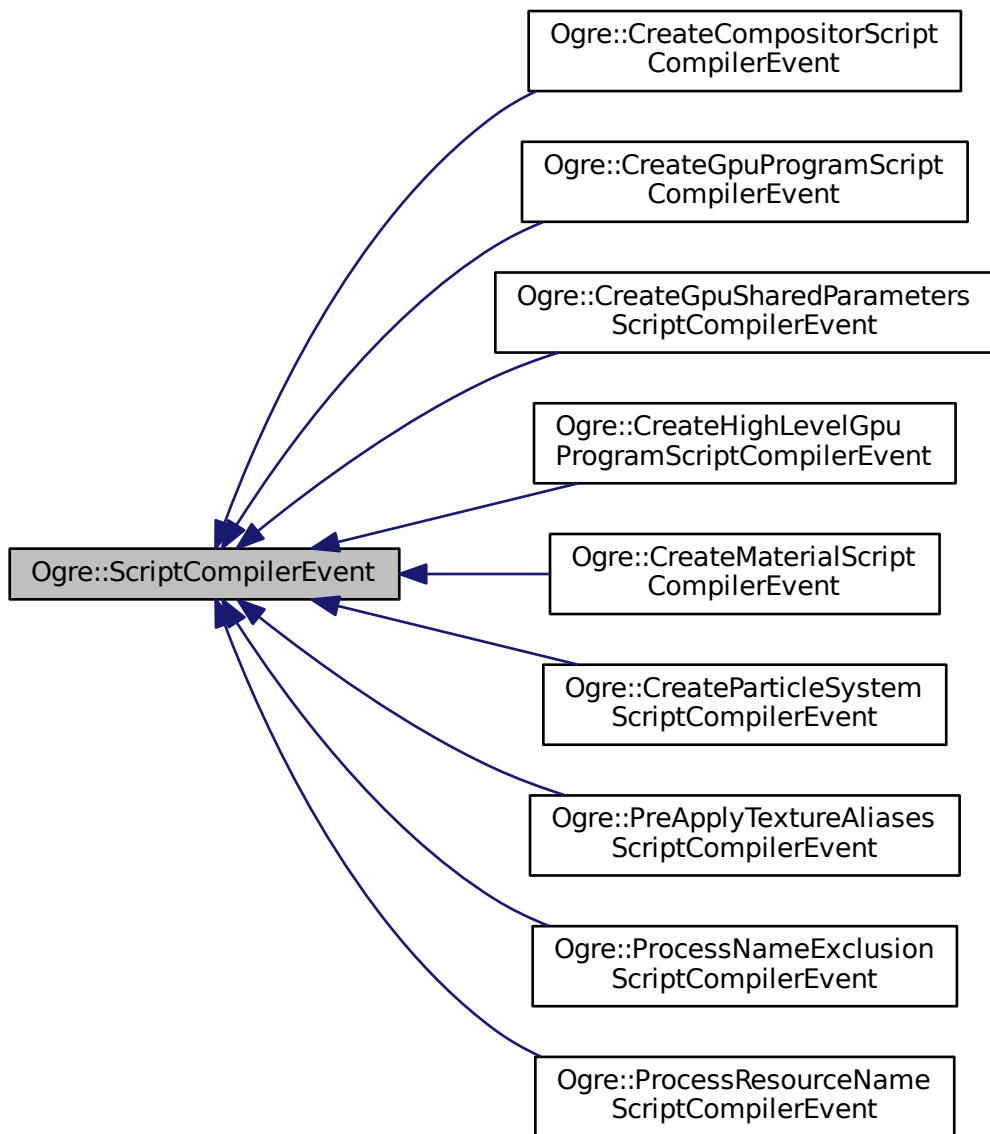 Ogre::CreateCompositorScript
CompilerEvent
Ogre::CreateGpuProgramScript
CompilerEvent
Ogre::CreateGpuSharedParameters
ScriptCompilerEvent
Ogre::CreateHighLevelGpu
ProgramScriptCompilerEvent
Ogre::ScriptCompilerEvent
Ogre::CreateMaterialScript
CompilerEvent
Ogre::CreateParticleSystem
ScriptCompilerEvent
Ogre::PreApplyTextureAliases
ScriptCompilerEvent
Ogre::ProcessNameExclusion
ScriptCompilerEvent
Ogre::ProcessResourceName
ScriptCompilerEvent